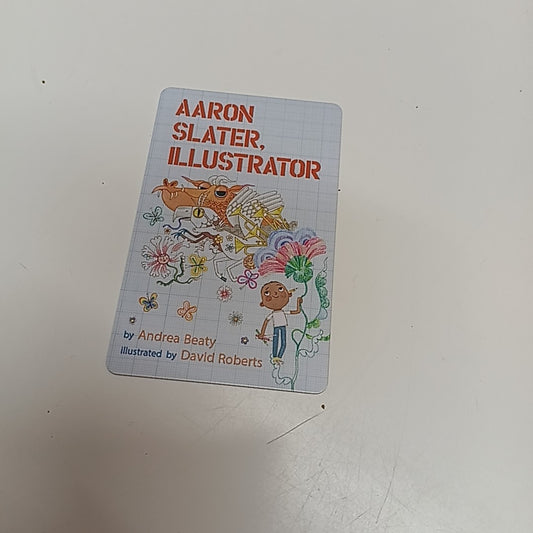 AARON
SLATER,
ILLUSTRATOR
by Andrea Beaty
illustrated by David Roberts